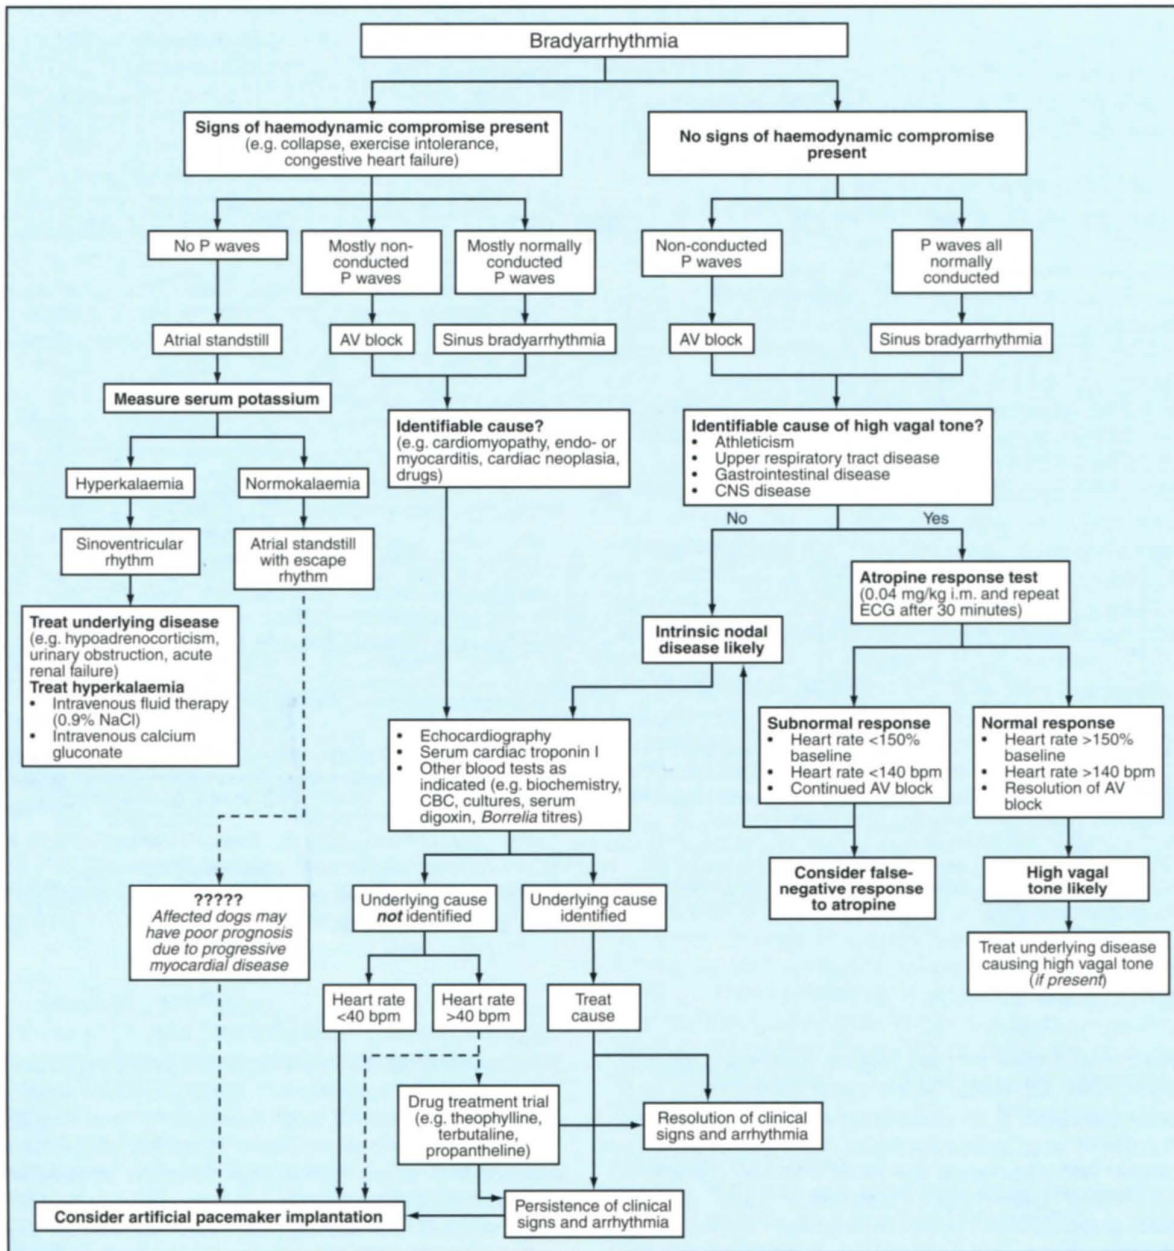 Bradyarrhythmia
Signs of haemodynamic compromise present
(e.g. collapse, exercise intolerance,
congestive heart failure)
No signs of haemodynamic compromise
present
No P waves
Mostly non-
conducted
P waves
Mostly normally
conducted P
waves
Non-conducted
P waves
P waves all
normally
conducted
Atrial standstill
AV block
Sinus bradyarrhythmia
AV block
Sinus bradyarrhythmia
Measure serum potassium
Identifiable cause?
(e.g. cardiomyopathy, endo- or
myocarditis, cardiac neoplasia,
drugs)
Identifiable cause of high vagal tone?
• Athleticism
• Upper respiratory tract disease
• Gastrointestinal disease
• CNS disease
Hyperkalaemia
Normokalaemia
No
Yes
Sinoventricular
rhythm
Atrial standstill
with escape
rhythm
Atropine response test
(0.04 mg/kg i.m. and repeat
ECG after 30 minutes)
Treat underlying disease
(e.g. hypoadrenocorticism,
urinary obstruction, acute
renal failure)
Treat hyperkalaemia
• Intravenous fluid therapy
(0.9% NaCl)
• Intravenous calcium
gluconate
Intrinsic nodal
disease likely
• Echocardiography
• Serum cardiac troponin I
• Other blood tests as
indicated (e.g. biochemistry,
CBC, cultures, serum
digoxin, Borrelia titres)
Subnormal response
• Heart rate <150%
baseline
• Heart rate <140 bpm
• Continued AV block
Normal response
• Heart rate >150%
baseline
• Heart rate >140 bpm
• Resolution of AV
block
?????
Affected dogs may
have poor prognosis
due to progressive
myocardial disease
Underlying cause
not identified
Underlying cause
identified
Consider false-
negative response
to atropine
High vagal
tone likely
Treat underlying disease
causing high vagal tone
(if present)
Heart rate
<40 bpm
Heart rate
>40 bpm
Treat
cause
Drug treatment trial
(e.g. theophylline,
terbutaline,
propantheline)
Resolution of clinical
signs and arrhythmia
Consider artificial pacemaker implantation
Persistence of clinical
signs and arrhythmia